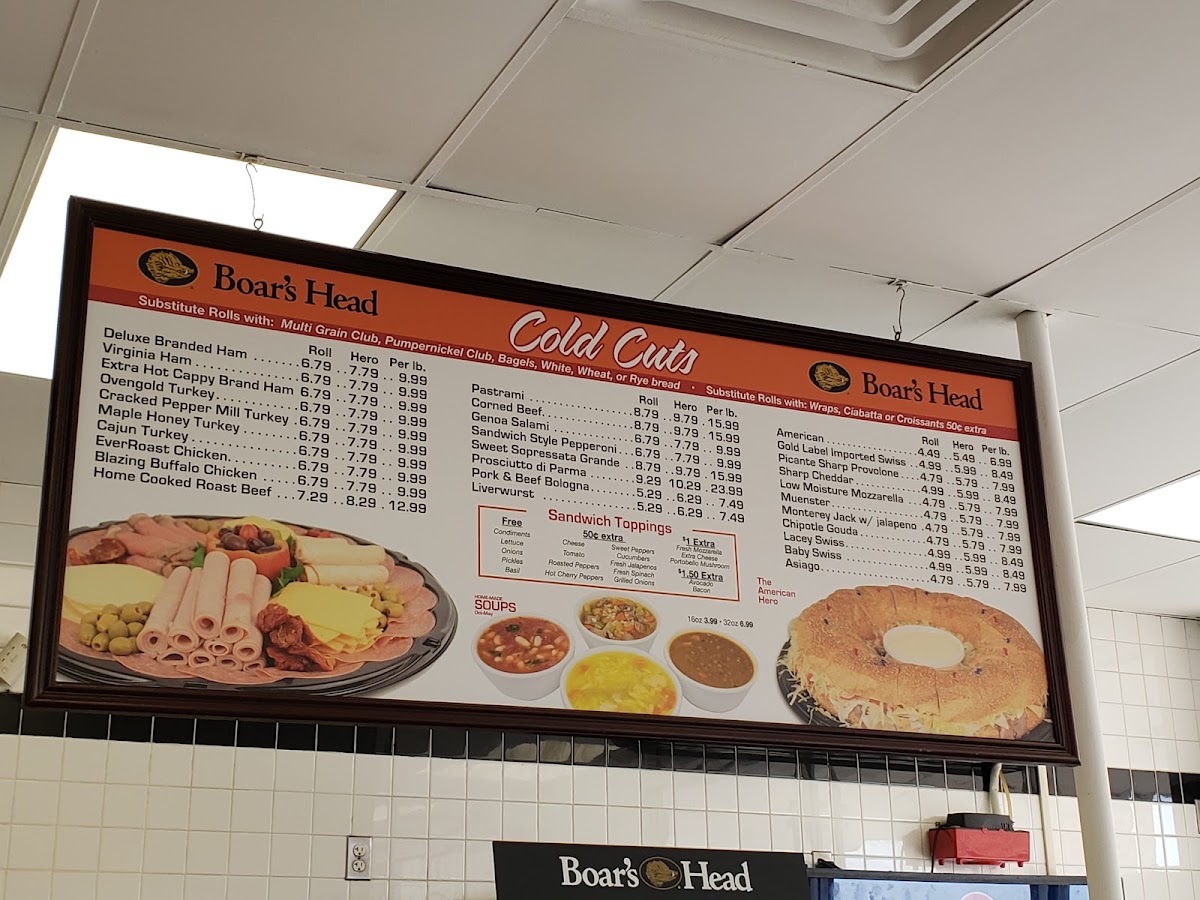 Boar's Head
Cold Cuts
Boar's Head
Substitute Rolls with: Multi Grain Club, Pumpernickel Club, Bagels, White, Wheat, or Rye bread • Substitute Rolls with: Wraps, Ciabatta or Croissants 50¢ extra
Roll Hero Per lb.
Deluxe Branded Ham .......6.79 ..7.79 ..9.99
Virginia Ham ..............6.79 ..7.79 ..9.99
Extra Hot Cappy Brand Ham 6.79 ..7.79 ..9.99
Ovengold Turkey............6.79 ..7.79 ..9.99
Cracked Pepper Mill Turkey ..6.79 ..7.79 ..9.99
Maple Honey Turkey ........6.79 ..7.79 ..9.99
Cajun Turkey ..............6.79 ..7.79 ..9.99
EverRoast Chicken..........6.79 ..7.79 ..9.99
Blazing Buffalo Chicken .....6.79 ..7.79 ..9.99
Home Cooked Roast Beef ...7.29 ..8.29 .12.99
Roll Hero Per lb.
Pastrami ..................8.79 ..9.79 .15.99
Corned Beef...............8.79 ..9.79 .15.99
Genoa Salami .............6.79 ..7.79 ..9.99
Sandwich Style Pepperoni...6.79 ..7.79 ..9.99
Sweet Sopressata Grande ..8.79 ..9.79 .15.99
Prosciutto di Parma ........9.29 .10.29 .23.99
Pork & Beef Bologna........5.29 ..6.29 ..7.49
Liverwurst ................5.29 ..6.29 ..7.49
Sandwich Toppings
Free
Condiments
Lettuce
Onions
Pickles
Basil
50¢ extra
Cheese
Tomato
Roasted Peppers
Hot Cherry Peppers
Sweet Peppers
Cucumbers
Fresh Jalapenos
Fresh Spinach
Grilled Onions
$1 Extra
Fresh Mozzarella
Extra Cheese
Portobello Mushroom
$1.50 Extra
Avocado
Bacon
HOME-MADE
SOUPS
Oct-May
16oz 3.99 • 32oz 6.99
Roll Hero Per lb.
American .................4.49 ..5.49 ..6.99
Gold Label imported Swiss ..4.99 ..5.99 ..8.49
Picante Sharp Provolone ...4.79 ..5.79 ..7.99
Sharp Cheddar ............4.99 ..5.99 ..8.49
Low Moisture Mozzarella ...4.79 ..5.79 ..7.99
Muenster .................4.79 ..5.79 ..7.99
Monterey Jack w/ jalapeno .4.79 ..5.79 ..7.99
Chipotle Gouda ............4.79 ..5.79 ..7.99
Lacey Swiss...............4.99 ..5.99 ..8.49
Baby Swiss ...............4.99 ..5.99 ..8.49
Asiago....................4.79 ..5.79 ..7.99
The
American
Hero
Boar's Head